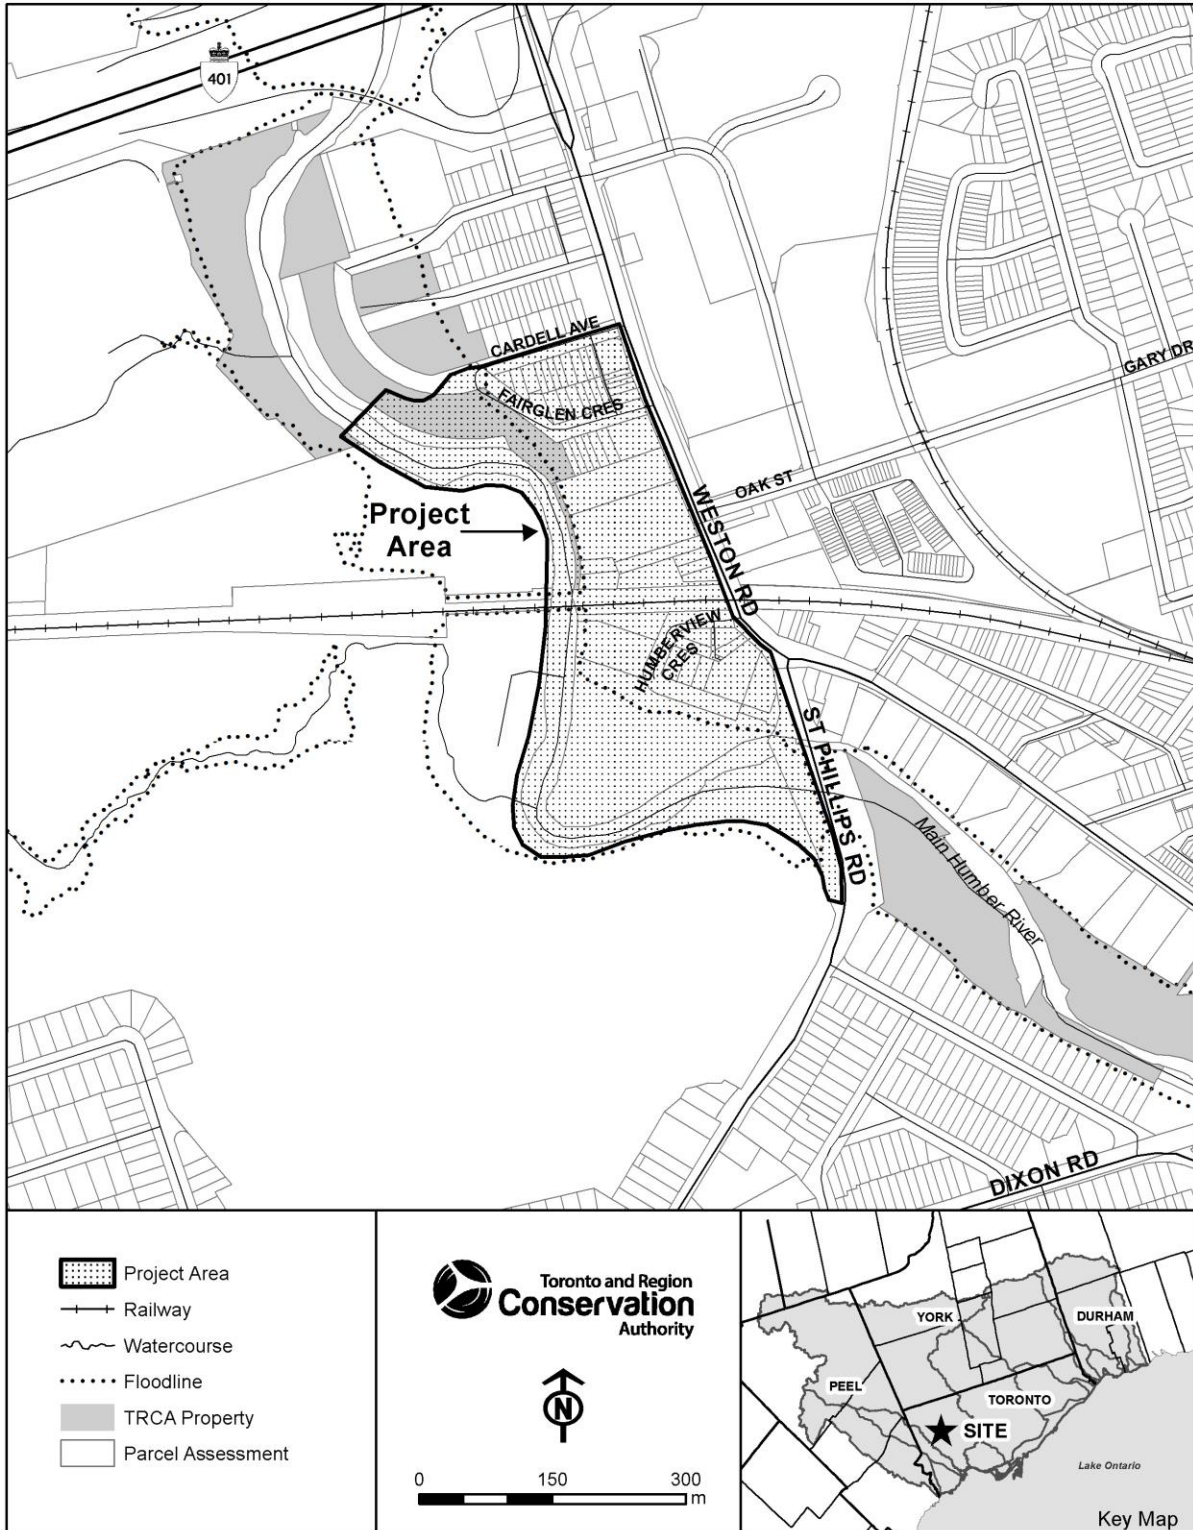 401
CARDELL AVE
FAIRGLEN CRES
GARY DR
OAK ST
WESTON RD
Project
Area
HUMBERVIEW
CRES
ST PHILLIPS RD
Main Humber River
DIXON RD
Project Area
Railway
Watercourse
Floodline
TRCA Property
Parcel Assessment
Toronto and Region
Conservation
Authority
N
0 150 300
m
YORK
DURHAM
PEEL
TORONTO
SITE
Lake Ontario
Key Map